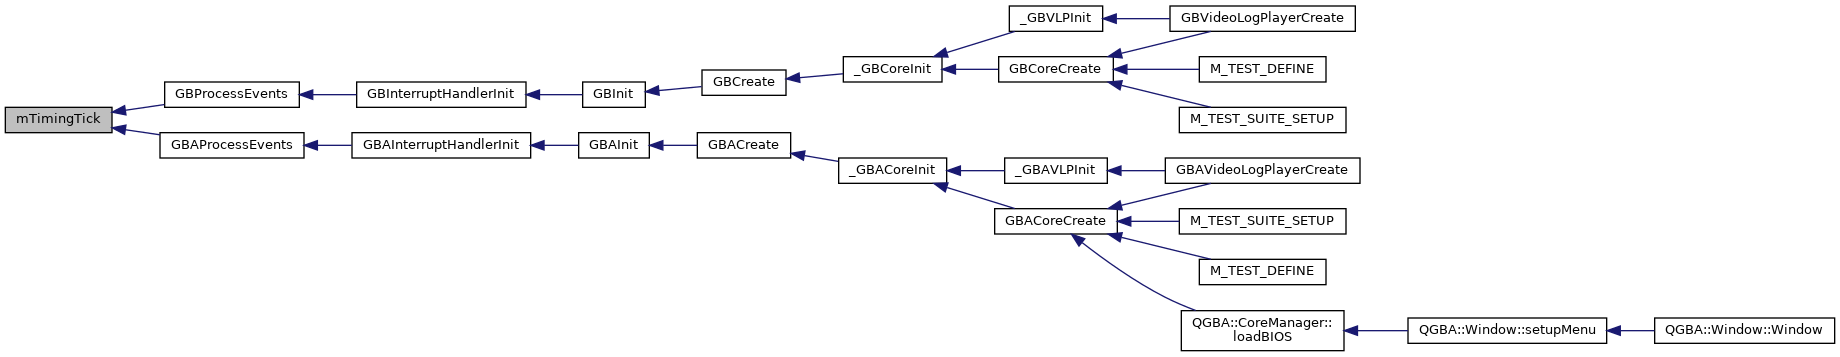 mTimingTick
GBProcessEvents
GBInterruptHandlerInit
GBInit
GBCreate
_GBCoreInit
_GBVLPInit
GBVideoLogPlayerCreate
GBCoreCreate
M_TEST_DEFINE
M_TEST_SUITE_SETUP
GBAProcessEvents
GBAInterruptHandlerInit
GBAInit
GBACreate
_GBACoreInit
_GBAVLPInit
GBAVideoLogPlayerCreate
GBACoreCreate
M_TEST_SUITE_SETUP
M_TEST_DEFINE
QGBA::CoreManager::
loadBIOS
QGBA::Window::setupMenu
QGBA::Window::Window